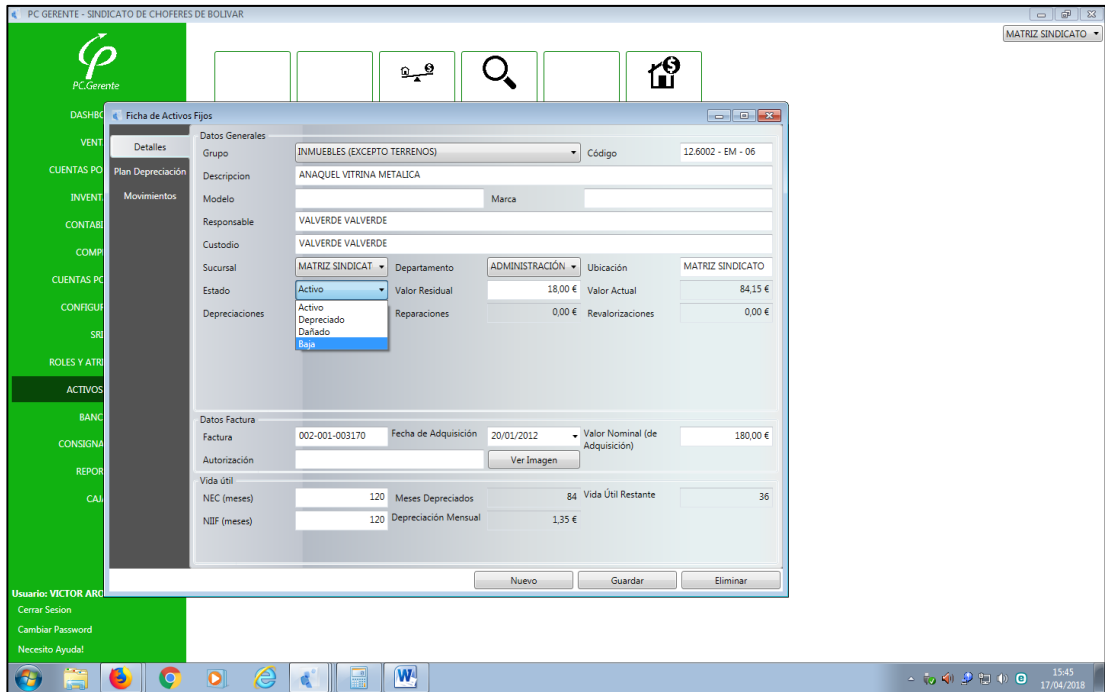 PC GERENTE - SINDICATO DE CHOFERES DE BOLIVAR
MATRIZ SINDICATO
PC.Gerente
DASHBC
VENT
CUENTAS PO
INVENT
CONTABI
COMP
CUENTAS PO
CONFIGUR
SRI
ROLES Y ATRI
ACTIVOS
BANC
CONSIGNA
REPOR
CAJ
Usuario: VICTOR ARO
Cerrar Sesion
Cambiar Password
Necesito Ayuda!
Ficha de Activos Fijos
Detalles
Plan Depreciación
Movimientos
Datos Generales
Grupo INMUEBLES (EXCEPTO TERRENOS) Código 12.6002 - EM - 06
Descripcion ANAQUEL VITRINA METALICA
Modelo Marca
Responsable VALVERDE VALVERDE
Custodio VALVERDE VALVERDE
Sucursal MATRIZ SINDICAT Departamento ADMINISTRACIÓN Ubicación MATRIZ SINDICATO
Estado Activo Valor Residual 18,00 € Valor Actual 84,15 €
Depreciaciones Reparaciones 0,00 € Revalorizaciones 0,00 €
Activo
Depreciado
Dañado
Baja
Datos Factura
Factura 002-001-003170 Fecha de Adquisición 20/01/2012 Valor Nominal (de Adquisición) 180,00 €
Autorización Ver Imagen
Vida útil
NEC (meses) 120 Meses Depreciados 84 Vida Útil Restante 36
NIIF (meses) 120 Depreciación Mensual 1,35 €
Nuevo Guardar Eliminar
15:45
17/04/2018